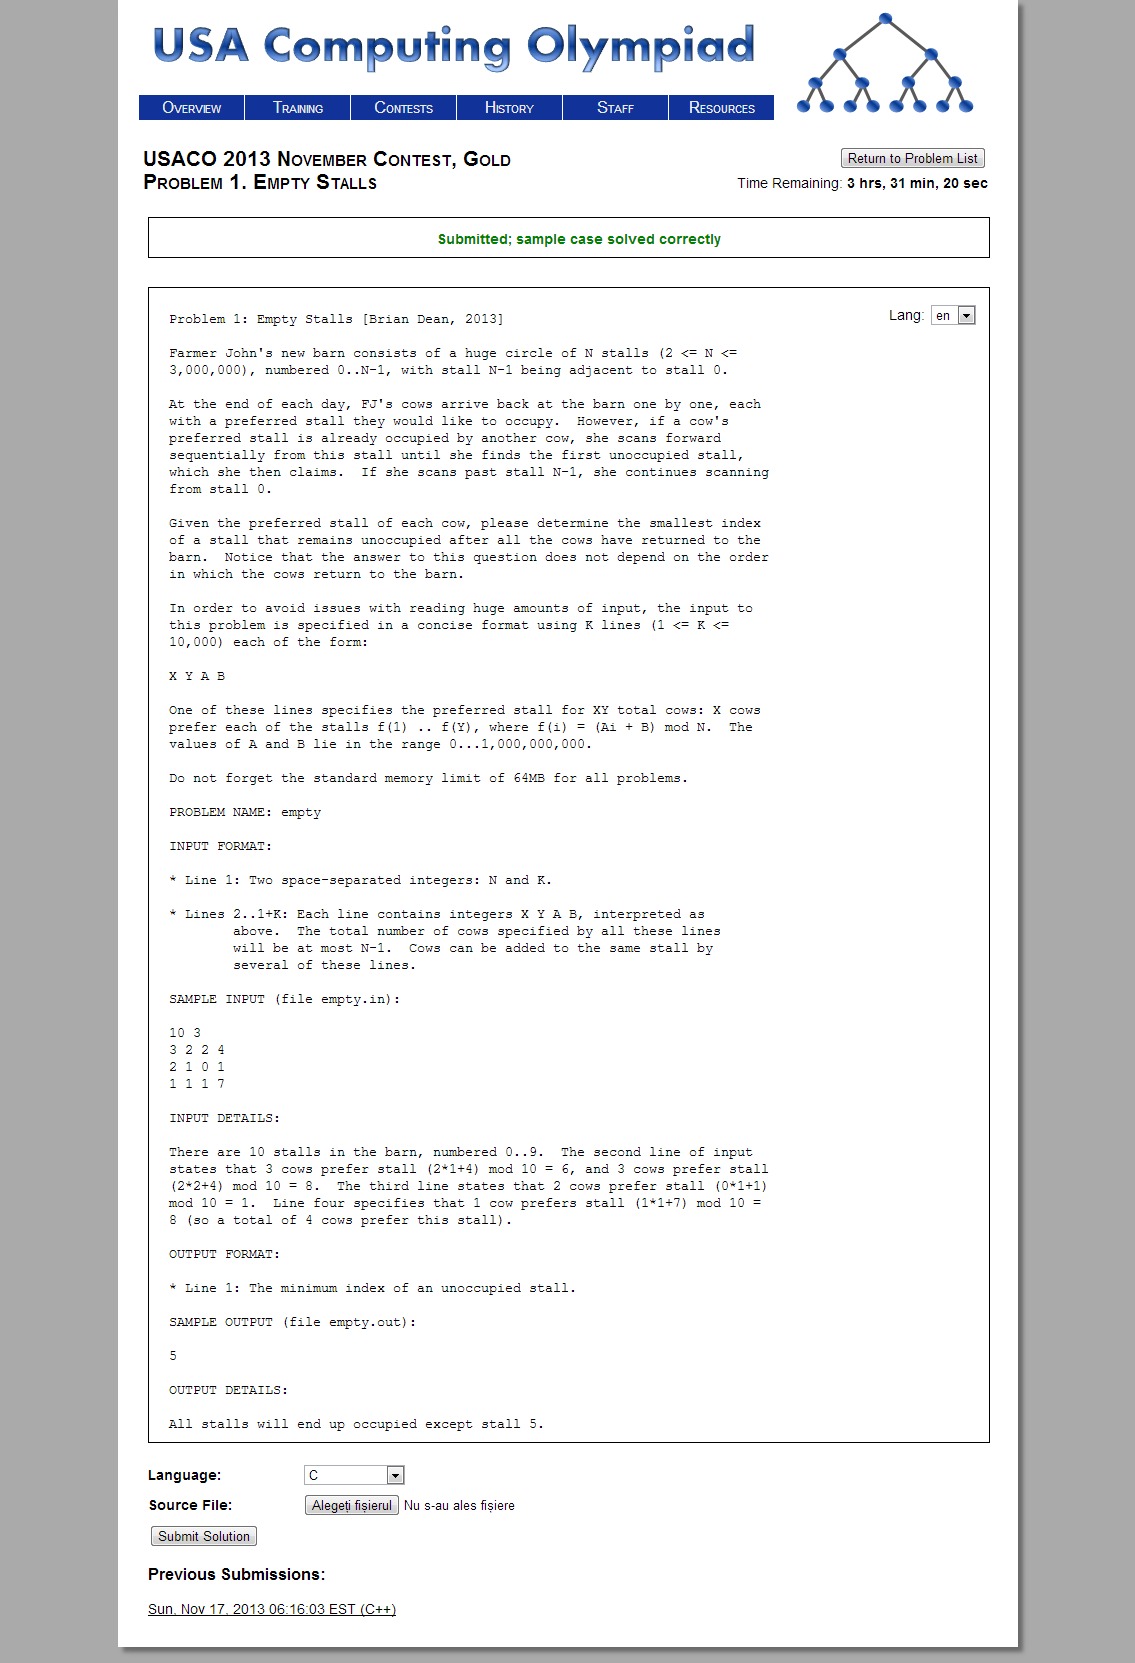 USA Computing Olympiad
Overview Training Contests History Staff Resources
USACO 2013 November Contest, Gold
Problem 1. Empty Stalls
Return to Problem List
Time Remaining: 3 hrs, 31 min, 20 sec
Submitted; sample case solved correctly
Lang: en
Problem 1: Empty Stalls [Brian Dean, 2013]
Farmer John's new barn consists of a huge circle of N stalls (2 <= N <=
3,000,000), numbered 0..N-1, with stall N-1 being adjacent to stall 0.
At the end of each day, FJ's cows arrive back at the barn one by one, each
with a preferred stall they would like to occupy.  However, if a cow's
preferred stall is already occupied by another cow, she scans forward
sequentially from this stall until she finds the first unoccupied stall,
which she then claims.  If she scans past stall N-1, she continues scanning
from stall 0.
Given the preferred stall of each cow, please determine the smallest index
of a stall that remains unoccupied after all the cows have returned to the
barn.  Notice that the answer to this question does not depend on the order
in which the cows return to the barn.
In order to avoid issues with reading huge amounts of input, the input to
this problem is specified in a concise format using K lines (1 <= K <=
10,000) each of the form:
X Y A B
One of these lines specifies the preferred stall for XY total cows: X cows
prefer each of the stalls f(1) .. f(Y), where f(i) = (Ai + B) mod N.  The
values of A and B lie in the range 0...1,000,000,000.
Do not forget the standard memory limit of 64MB for all problems.
PROBLEM NAME: empty
INPUT FORMAT:
* Line 1: Two space-separated integers: N and K.
* Lines 2..1+K: Each line contains integers X Y A B, interpreted as
above.  The total number of cows specified by all these lines
will be at most N-1.  Cows can be added to the same stall by
several of these lines.
SAMPLE INPUT (file empty.in):
10 3
3 2 2 4
2 1 0 1
1 1 1 7
INPUT DETAILS:
There are 10 stalls in the barn, numbered 0..9.  The second line of input
states that 3 cows prefer stall (2*1+4) mod 10 = 6, and 3 cows prefer stall
(2*2+4) mod 10 = 8.  The third line states that 2 cows prefer stall (0*1+1)
mod 10 = 1.  Line four specifies that 1 cow prefers stall (1*1+7) mod 10 =
8 (so a total of 4 cows prefer this stall).
OUTPUT FORMAT:
* Line 1: The minimum index of an unoccupied stall.
SAMPLE OUTPUT (file empty.out):
5
OUTPUT DETAILS:
All stalls will end up occupied except stall 5.
Language: C
Source File: Alegeți fișierul Nu s-au ales fișiere
Submit Solution
Previous Submissions:
Sun, Nov 17, 2013 06:16:03 EST (C++)